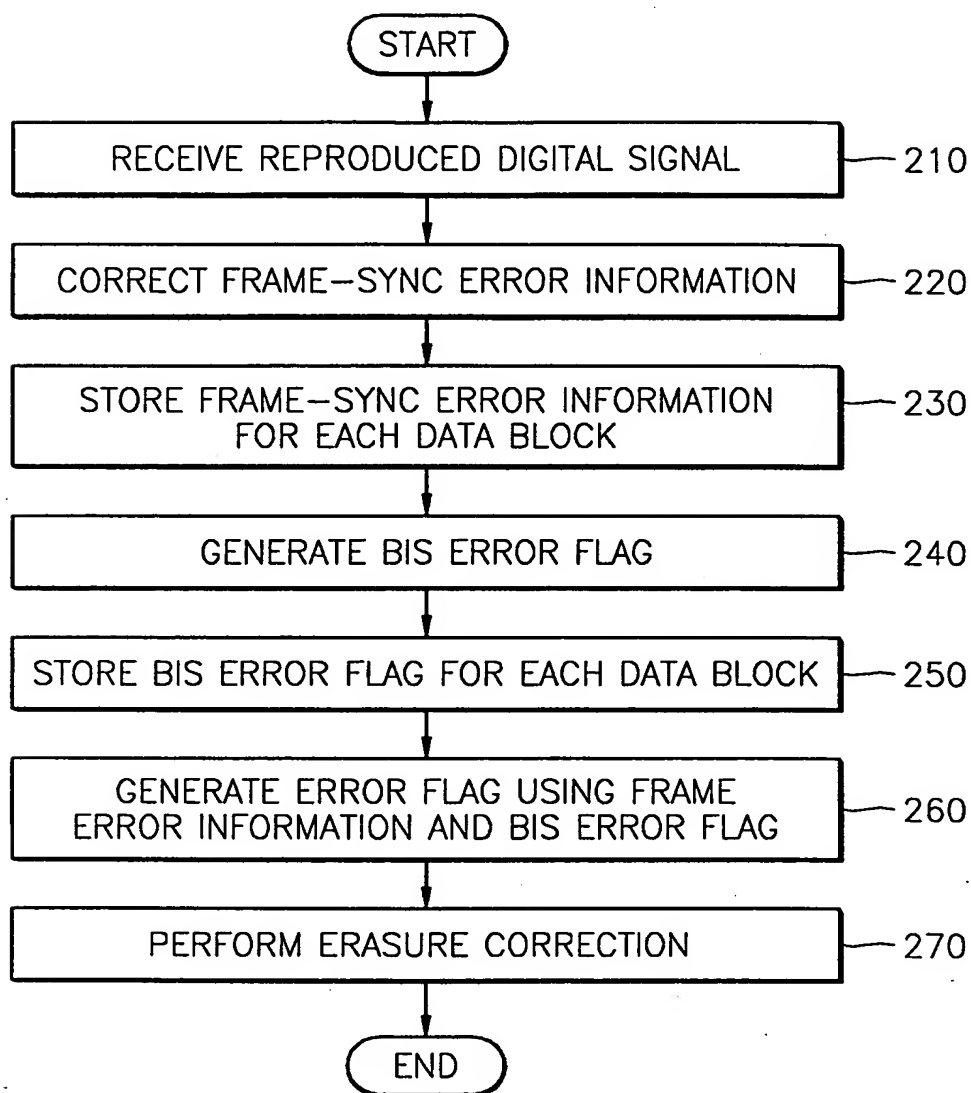 START
RECEIVE REPRODUCED DIGITAL SIGNAL
210
CORRECT FRAME-SYNC ERROR INFORMATION
220
STORE FRAME-SYNC ERROR INFORMATION
FOR EACH DATA BLOCK
230
GENERATE BIS ERROR FLAG
240
STORE BIS ERROR FLAG FOR EACH DATA BLOCK
250
GENERATE ERROR FLAG USING FRAME
ERROR INFORMATION AND BIS ERROR FLAG
260
PERFORM ERASURE CORRECTION
270
END